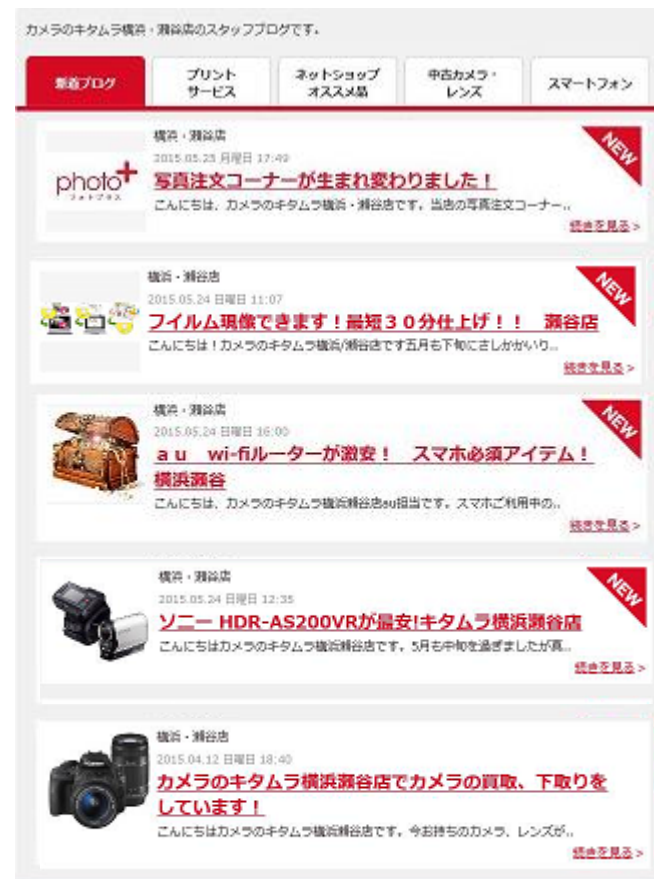 カメラのキタムラ横浜・瀬谷店のスタッフブログです。
新着ブログ
プリント
サービス
ネットショップ
オススメ品
中古カメラ・
レンズ
スマートフォン
横浜・瀬谷店
2015.05.25 月曜日 17:49
NEW
photo+
フォトプラス
写真注文コーナーが生まれ変わりました！
こんにちは、カメラのキタムラ横浜・瀬谷店です。当店の写真注文コーナー..
続きを見る >
横浜・瀬谷店
2015.05.24 日曜日 11:07
NEW
フイルム現像できます！最短３０分仕上げ！！　瀬谷店
こんにちは！カメラのキタムラ横浜/瀬谷店です五月も下旬にさしかかいり..
続きを見る >
横浜・瀬谷店
2015.05.24 日曜日 16:00
NEW
ａｕ　wi-fiルーターが激安！　スマホ必須アイテム！
横浜瀬谷
こんにちは、カメラのキタムラ横浜瀬谷店au担当です。スマホご利用中の..
続きを見る >
横浜・瀬谷店
2015.05.24 日曜日 12:35
NEW
ソニー HDR-AS200VRが最安!キタムラ横浜瀬谷店
こんにちはカメラのキタムラ横浜瀬谷店です。5月も中旬を過ぎましたが真..
続きを見る >
横浜・瀬谷店
2015.04.12 日曜日 18:40
カメラのキタムラ横浜瀬谷店でカメラの買取、下取りを
しています！
こんにちはカメラのキタムラ横浜瀬谷店です。今お持ちのカメラ、レンズが..
続きを見る >